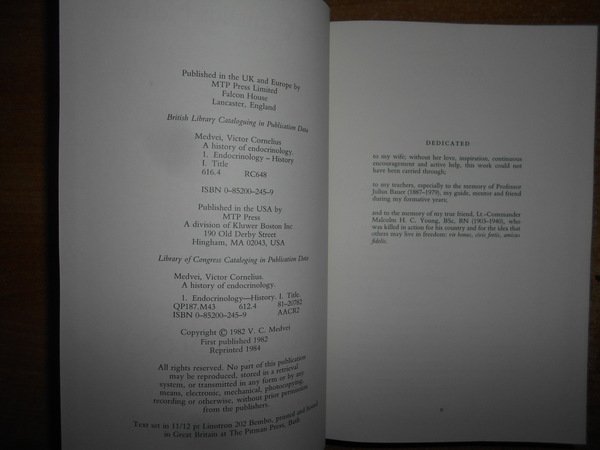 Published in the UK and Europe by
MTP Press Limited
Falcon House
Lancaster, England
British Library Cataloguing in Publication Data
Medvei, Victor Cornelius
A history of endocrinology.
1. Endocrinology – History
I. Title
616.4 RC648
ISBN 0-85200-245-9
Published in the USA by
MTP Press
A division of Kluwer Boston Inc
190 Old Derby Street
Hingham, MA 02043, USA
Library of Congress Cataloging in Publication Data
Medvei, Victor Cornelius.
A history of endocrinology.
1. Endocrinology—History. I. Title.
QP187.M43 612.4 81-20782
ISBN 0-85200-245-9 AACR2
Copyright © 1982 V. C. Medvei
First published 1982
Reprinted 1984
All rights reserved. No part of this publication
may be reproduced, stored in a retrieval
system, or transmitted in any form or by any
means, electronic, mechanical, photocopying,
recording or otherwise, without prior permission
from the publishers.
Text set in 11/12 pt Linotron 202 Bembo, printed and bound
in Great Britain at The Pitman Press, Bath
DEDICATED
to my wife; without her love, inspiration, continuous
encouragement and active help, this work could not
have been carried through;
to my teachers, especially to the memory of Professor
Julius Bauer (1887–1979), my guide, mentor and friend
during my formative years;
and to the memory of my true friend, Lt.-Commander
Malcolm H. C. Young, BSc, RN (1903–1940), who
was killed in action for his country and for the idea that
others may live in freedom: vir bonus, civis fortis, amicus
fidelis.